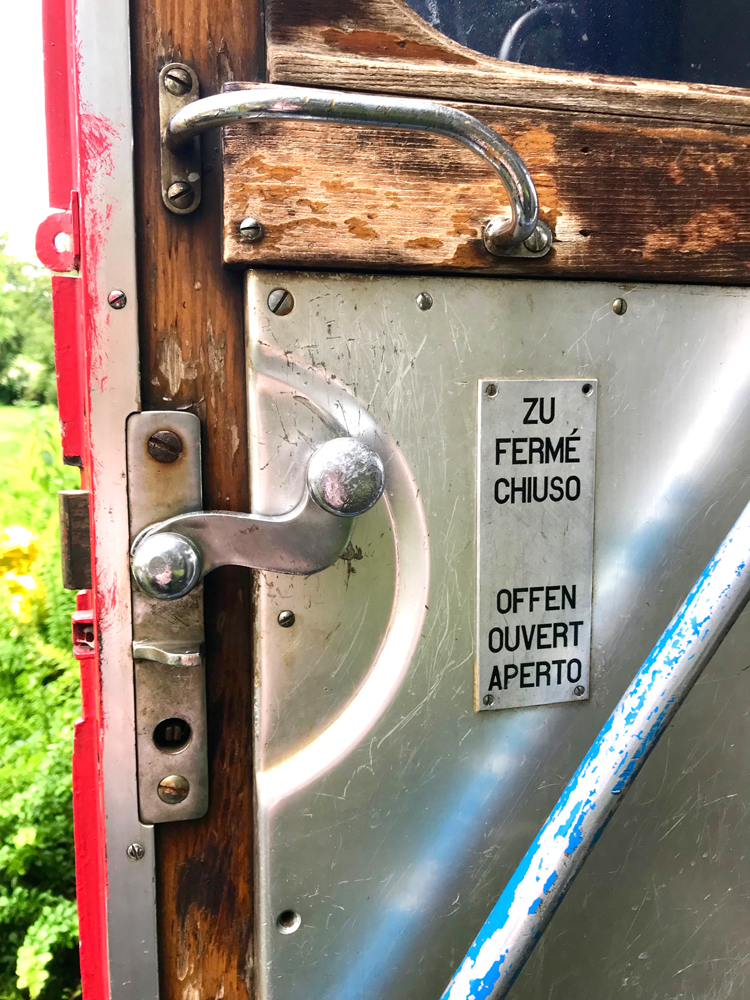 ZU
FERMÉ
CHIUSO
OFFEN
OUVERT
APERTO